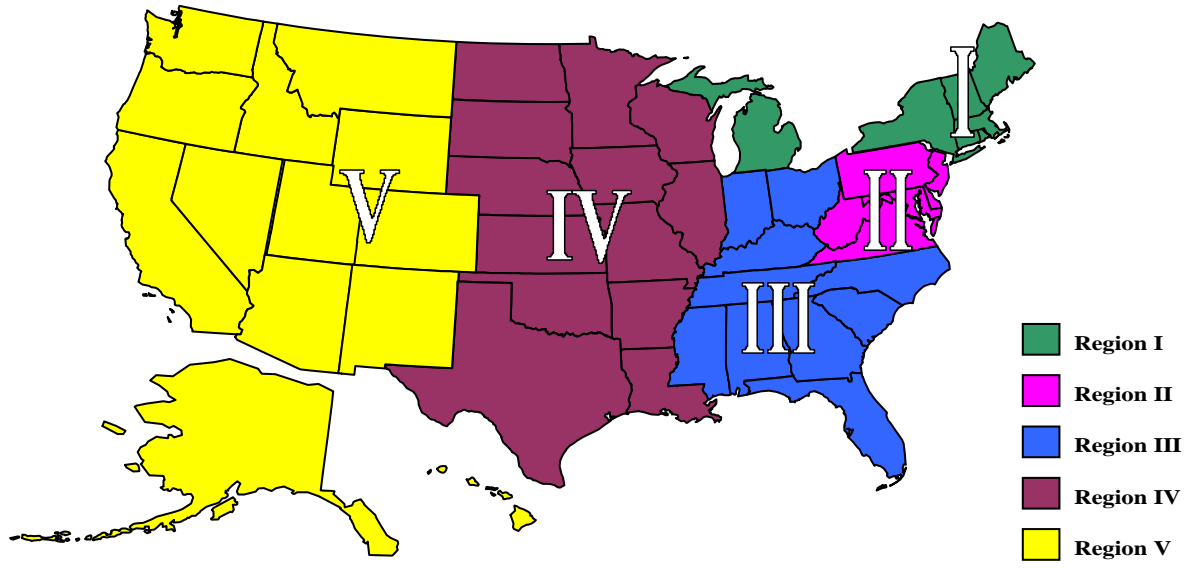 I
II
III
IV
V
Region I
Region II
Region III
Region IV
Region V